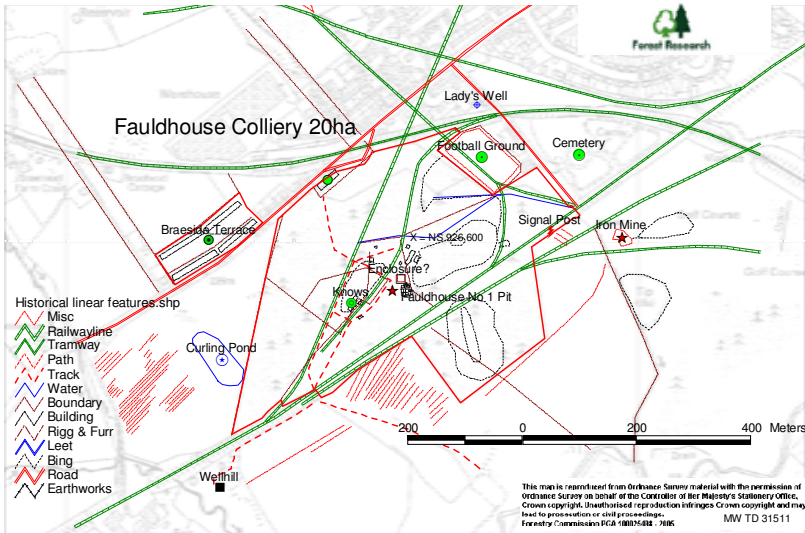 Forest Research
Lady's Well
Fauldhouse Colliery 20ha
Football Ground
Cemetery
Signal Post
Iron Mine
Braeside Terrace
NS 926,600
Enclosure?
Knows
Fauldhouse No.1 Pit
Historical linear features.shp
Misc
Railwayline
Tramway
Path
Track
Water
Boundary
Building
Rigg & Furr
Leet
Bing
Road
Earthworks
Curling Pond
200 0 200 400 Meters
Wellhill
This map is reproduced from Ordnance Survey material with the permission of
Ordnance Survey on behalf of the Controller of Her Majesty's Stationery Office,
Crown copyright. Unauthorised reproduction infringes Crown copyright and may
lead to prosecution or civil proceedings.
Forestry Commission PGA 100025498 - 2005
MW TD 31511